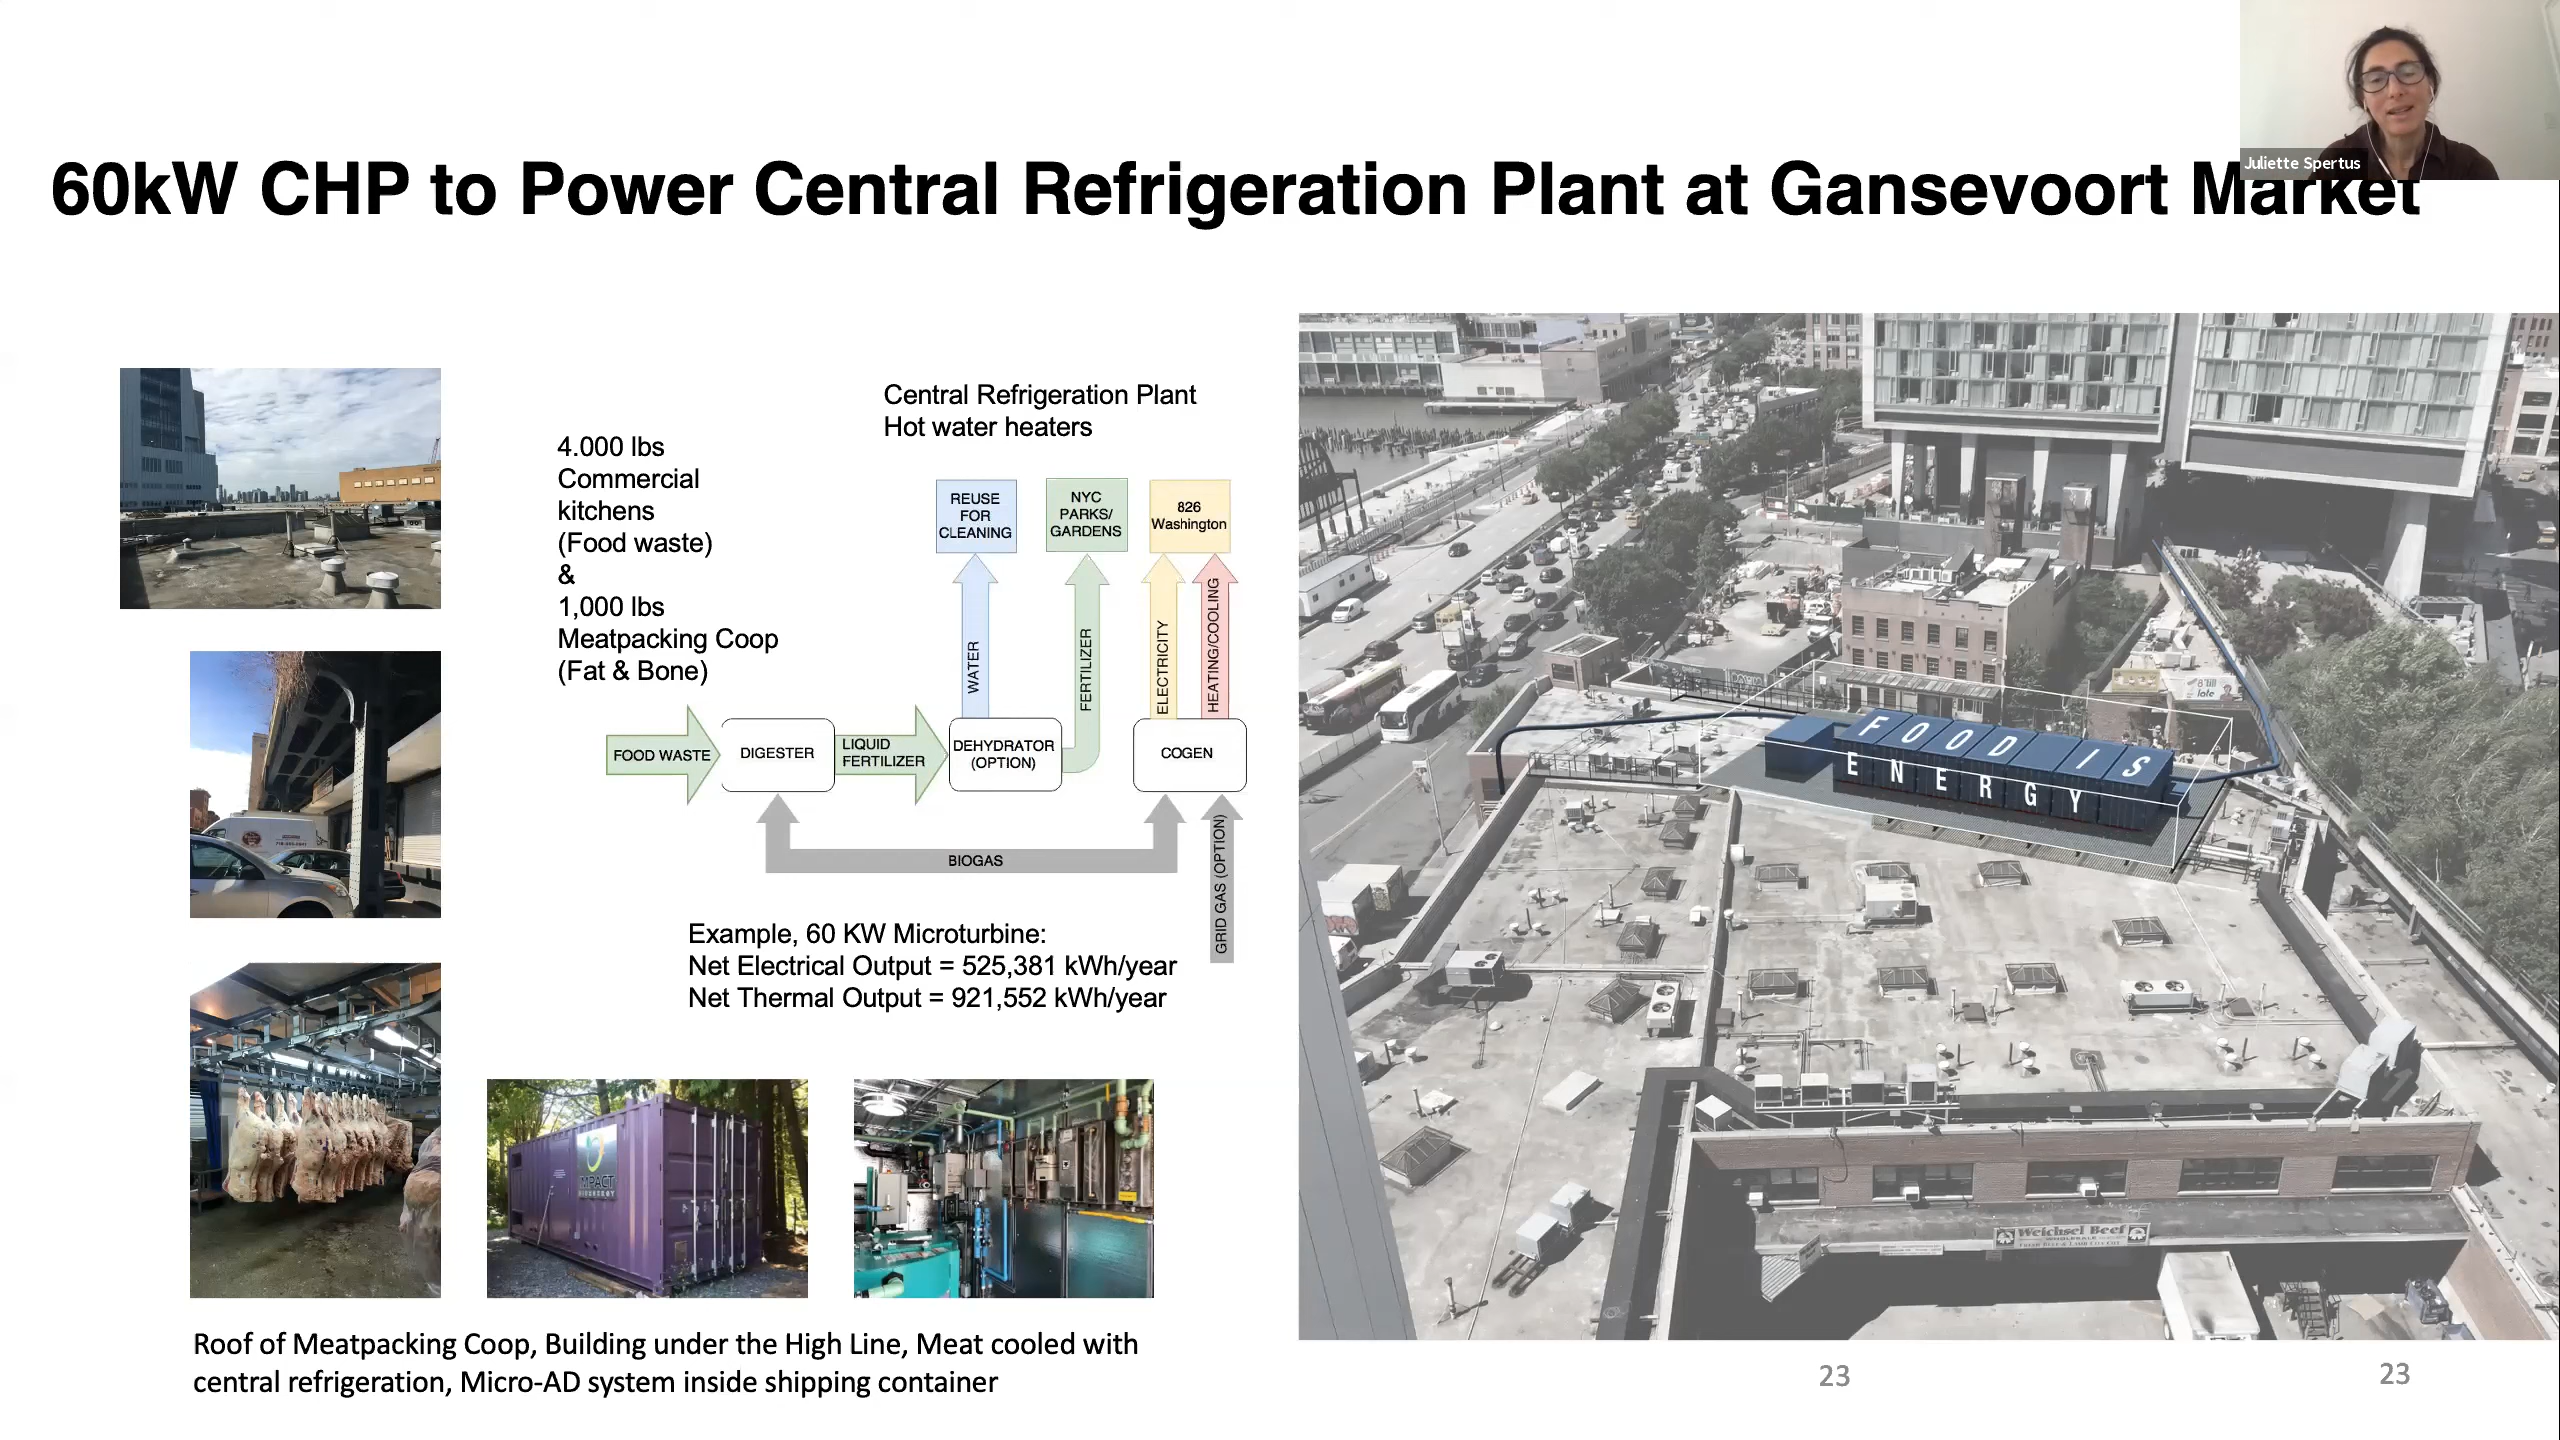 Juliette Spertus
60kW CHP to Power Central Refrigeration Plant at Gansevoort Market
4.000 lbs
Commercial
kitchens
(Food waste)
&
1,000 lbs
Meatpacking Coop
(Fat & Bone)
Central Refrigeration Plant
Hot water heaters
REUSE
FOR
CLEANING
NYC
PARKS/
GARDENS
826
Washington
WATER
FERTILIZER
ELECTRICITY
HEATING/COOLING
FOOD WASTE
DIGESTER
LIQUID
FERTILIZER
DEHYDRATOR
(OPTION)
COGEN
BIOGAS
GRID GAS (OPTION)
Example, 60 KW Microturbine:
Net Electrical Output = 525,381 kWh/year
Net Thermal Output = 921,552 kWh/year
IMPACT
BIOENERGY
FOOD IS
ENERGY
Weichsel Beef
Roof of Meatpacking Coop, Building under the High Line, Meat cooled with
central refrigeration, Micro-AD system inside shipping container
23
23